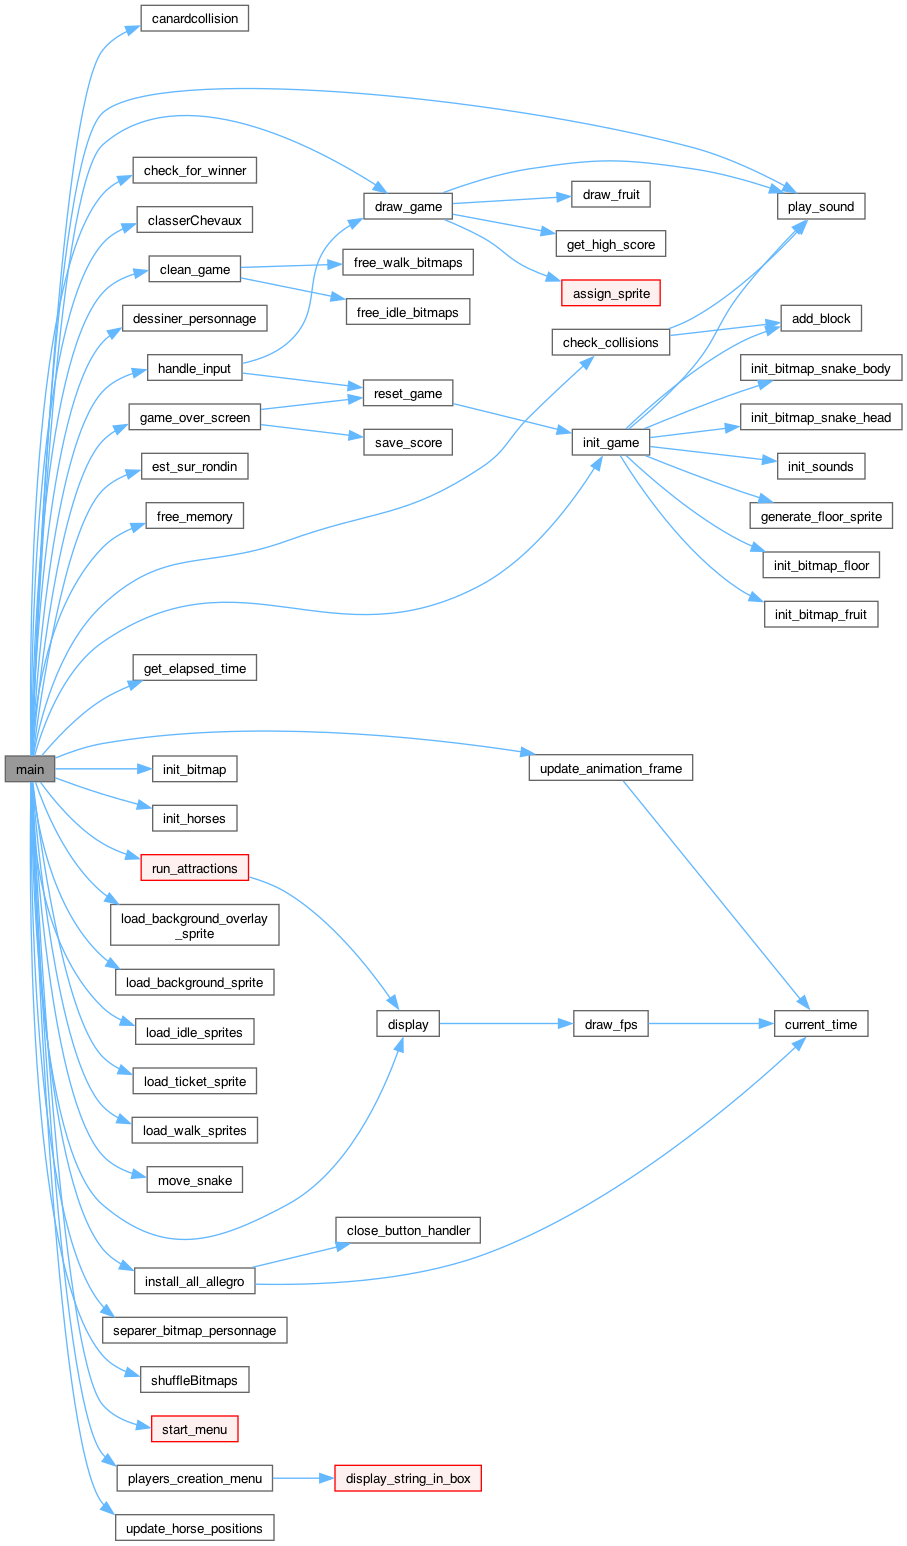 canardcollision
check_for_winner
draw_fruit
draw_game
play_sound
classerChevaux
get_high_score
free_walk_bitmaps
clean_game
assign_sprite
free_idle_bitmaps
dessiner_personnage
add_block
check_collisions
handle_input
init_bitmap_snake_body
reset_game
game_over_screen
init_bitmap_snake_head
save_score
init_game
est_sur_rondin
init_sounds
free_memory
generate_floor_sprite
init_bitmap_floor
init_bitmap_fruit
get_elapsed_time
main
init_bitmap
update_animation_frame
init_horses
run_attractions
load_background_overlay
_sprite
load_background_sprite
display
draw_fps
current_time
load_idle_sprites
load_ticket_sprite
load_walk_sprites
move_snake
close_button_handler
install_all_allegro
separer_bitmap_personnage
shuffleBitmaps
start_menu
players_creation_menu
display_string_in_box
update_horse_positions